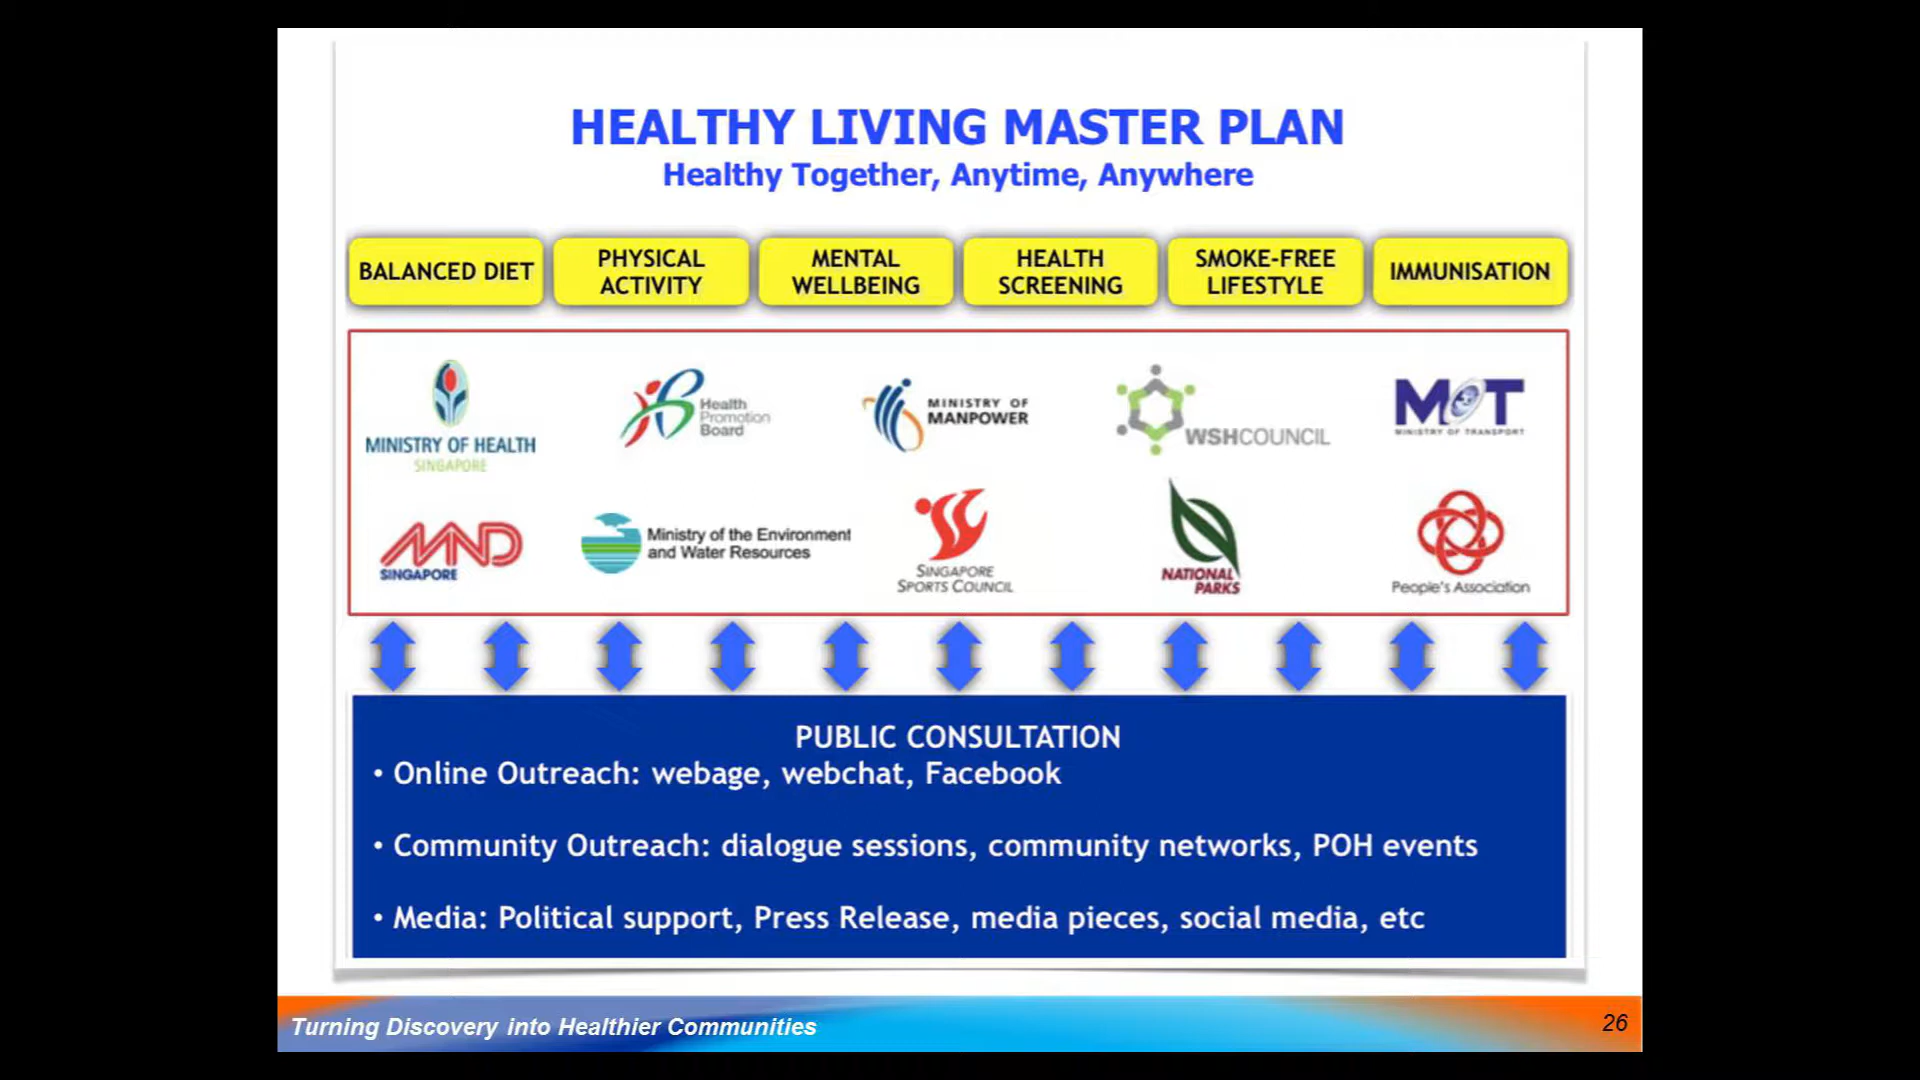 HEALTHY LIVING MASTER PLAN
Healthy Together, Anytime, Anywhere
BALANCED DIET
PHYSICAL
ACTIVITY
MENTAL
WELLBEING
HEALTH
SCREENING
SMOKE-FREE
LIFESTYLE
IMMUNISATION
MINISTRY OF HEALTH
SINGAPORE
Health
Promotion
Board
MINISTRY OF
MANPOWER
WSHCOUNCIL
MOT
MINISTRY OF TRANSPORT
MND
SINGAPORE
Ministry of the Environment
and Water Resources
SINGAPORE
SPORTS COUNCIL
NATIONAL
PARKS
People's Association
PUBLIC CONSULTATION
• Online Outreach: webage, webchat, Facebook
• Community Outreach: dialogue sessions, community networks, POH events
• Media: Political support, Press Release, media pieces, social media, etc
Turning Discovery into Healthier Communities
26